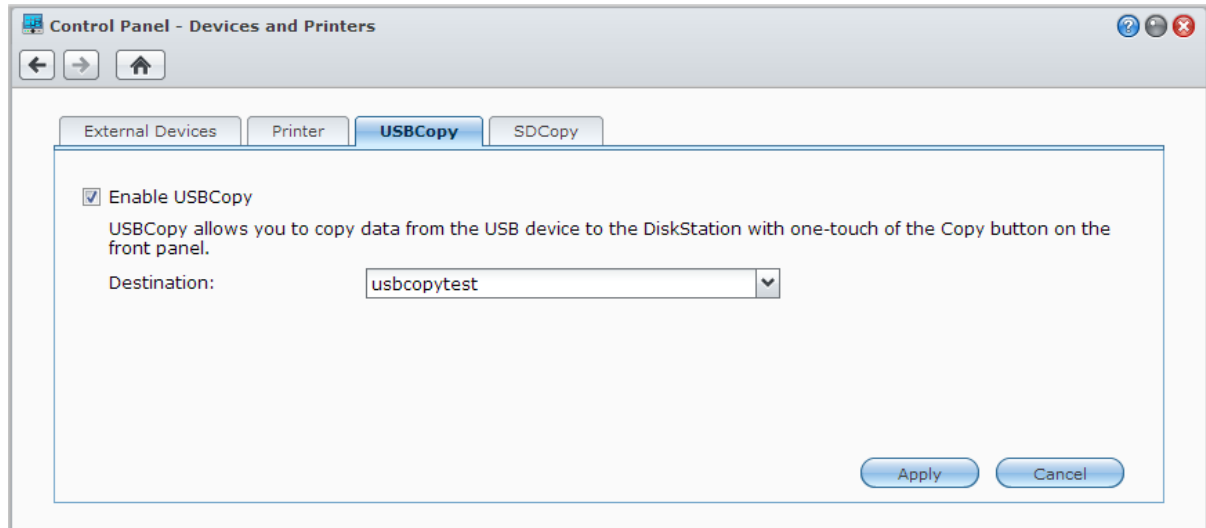 Control Panel - Devices and Printers
External Devices
Printer
USBCopy
SDCopy
Enable USBCopy
USBCopy allows you to copy data from the USB device to the DiskStation with one-touch of the Copy button on the
front panel.
Destination:
usbcopytest
Apply
Cancel